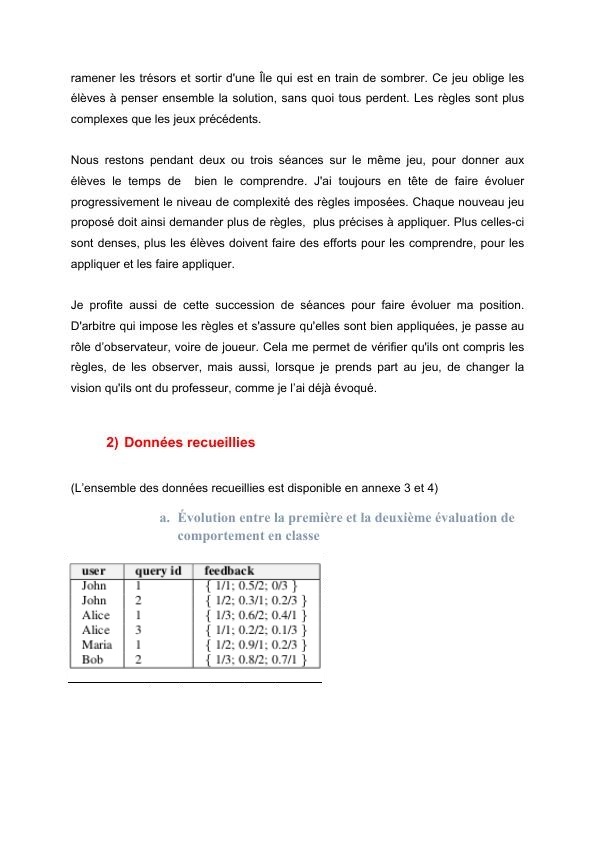 ramener les trésors et sortir d'une Île qui est en train de sombrer. Ce jeu oblige les
élèves à penser ensemble la solution, sans quoi tous perdent. Les règles sont plus
complexes que les jeux précédents.
Nous restons pendant deux ou trois séances sur le même jeu, pour donner aux
élèves le temps de  bien le comprendre. J'ai toujours en tête de faire évoluer
progressivement le niveau de complexité des règles imposées. Chaque nouveau jeu
proposé doit ainsi demander plus de règles,  plus précises à appliquer. Plus celles-ci
sont denses, plus les élèves doivent faire des efforts pour les comprendre, pour les
appliquer et les faire appliquer.
Je profite aussi de cette succession de séances pour faire évoluer ma position.
D'arbitre qui impose les règles et s'assure qu'elles sont bien appliquées, je passe au
rôle d’observateur, voire de joueur. Cela me permet de vérifier qu'ils ont compris les
règles, de les observer, mais aussi, lorsque je prends part au jeu, de changer la
vision qu'ils ont du professeur, comme je l’ai déjà évoqué.
2) Données recueillies
(L’ensemble des données recueillies est disponible en annexe 3 et 4)
a. Évolution entre la première et la deuxième évaluation de
comportement en classe
user query id feedback
John 1 { 1/1; 0.5/2; 0/3 }
John 2 { 1/2; 0.3/1; 0.2/3 }
Alice 1 { 1/3; 0.6/2; 0.4/1 }
Alice 3 { 1/1; 0.2/2; 0.1/3 }
Maria 1 { 1/2; 0.9/1; 0.2/3 }
Bob 2 { 1/3; 0.8/2; 0.7/1 }